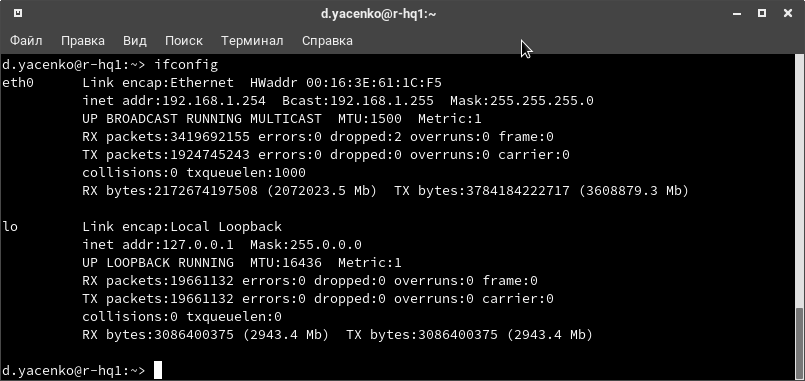 d.yacenko@r-hq1:~
Файл Правка Вид Поиск Терминал Справка
d.yacenko@r-hq1:~> ifconfig
eth0      Link encap:Ethernet  HWaddr 00:16:3E:61:1C:F5
          inet addr:192.168.1.254  Bcast:192.168.1.255  Mask:255.255.255.0
          UP BROADCAST RUNNING MULTICAST  MTU:1500  Metric:1
          RX packets:3419692155 errors:0 dropped:2 overruns:0 frame:0
          TX packets:1924745243 errors:0 dropped:0 overruns:0 carrier:0
          collisions:0 txqueuelen:1000
          RX bytes:2172674197508 (2072023.5 Mb)  TX bytes:3784184222717 (3608879.3 Mb)
lo        Link encap:Local Loopback
          inet addr:127.0.0.1  Mask:255.0.0.0
          UP LOOPBACK RUNNING  MTU:16436  Metric:1
          RX packets:19661132 errors:0 dropped:0 overruns:0 frame:0
          TX packets:19661132 errors:0 dropped:0 overruns:0 carrier:0
          collisions:0 txqueuelen:0
          RX bytes:3086400375 (2943.4 Mb)  TX bytes:3086400375 (2943.4 Mb)
d.yacenko@r-hq1:~>